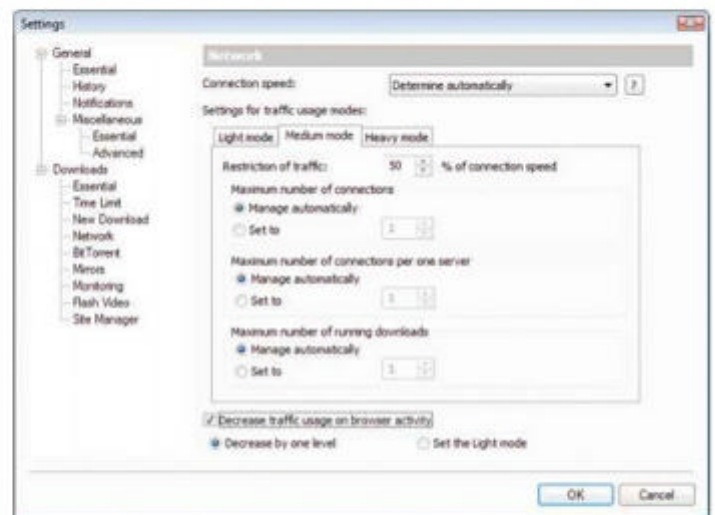 Settings
General
Essential
History
Notifications
Miscellaneous
Essential
Advanced
Downloads
Essential
Time Limit
New Download
Network
BitTorrent
Mirrors
Monitoring
Flash Video
Site Manager
Network
Connection speed: Determine automatically ?
Settings for traffic usage modes:
Light mode Medium mode Heavy mode
Restriction of traffic: 50 % of connection speed
Maximum number of connections
Manage automatically
Set to 1
Maximum number of connections per one server
Manage automatically
Set to 1
Maximum number of running downloads
Manage automatically
Set to 1
Decrease traffic usage on browser activity
Decrease by one level Set the Light mode
OK Cancel